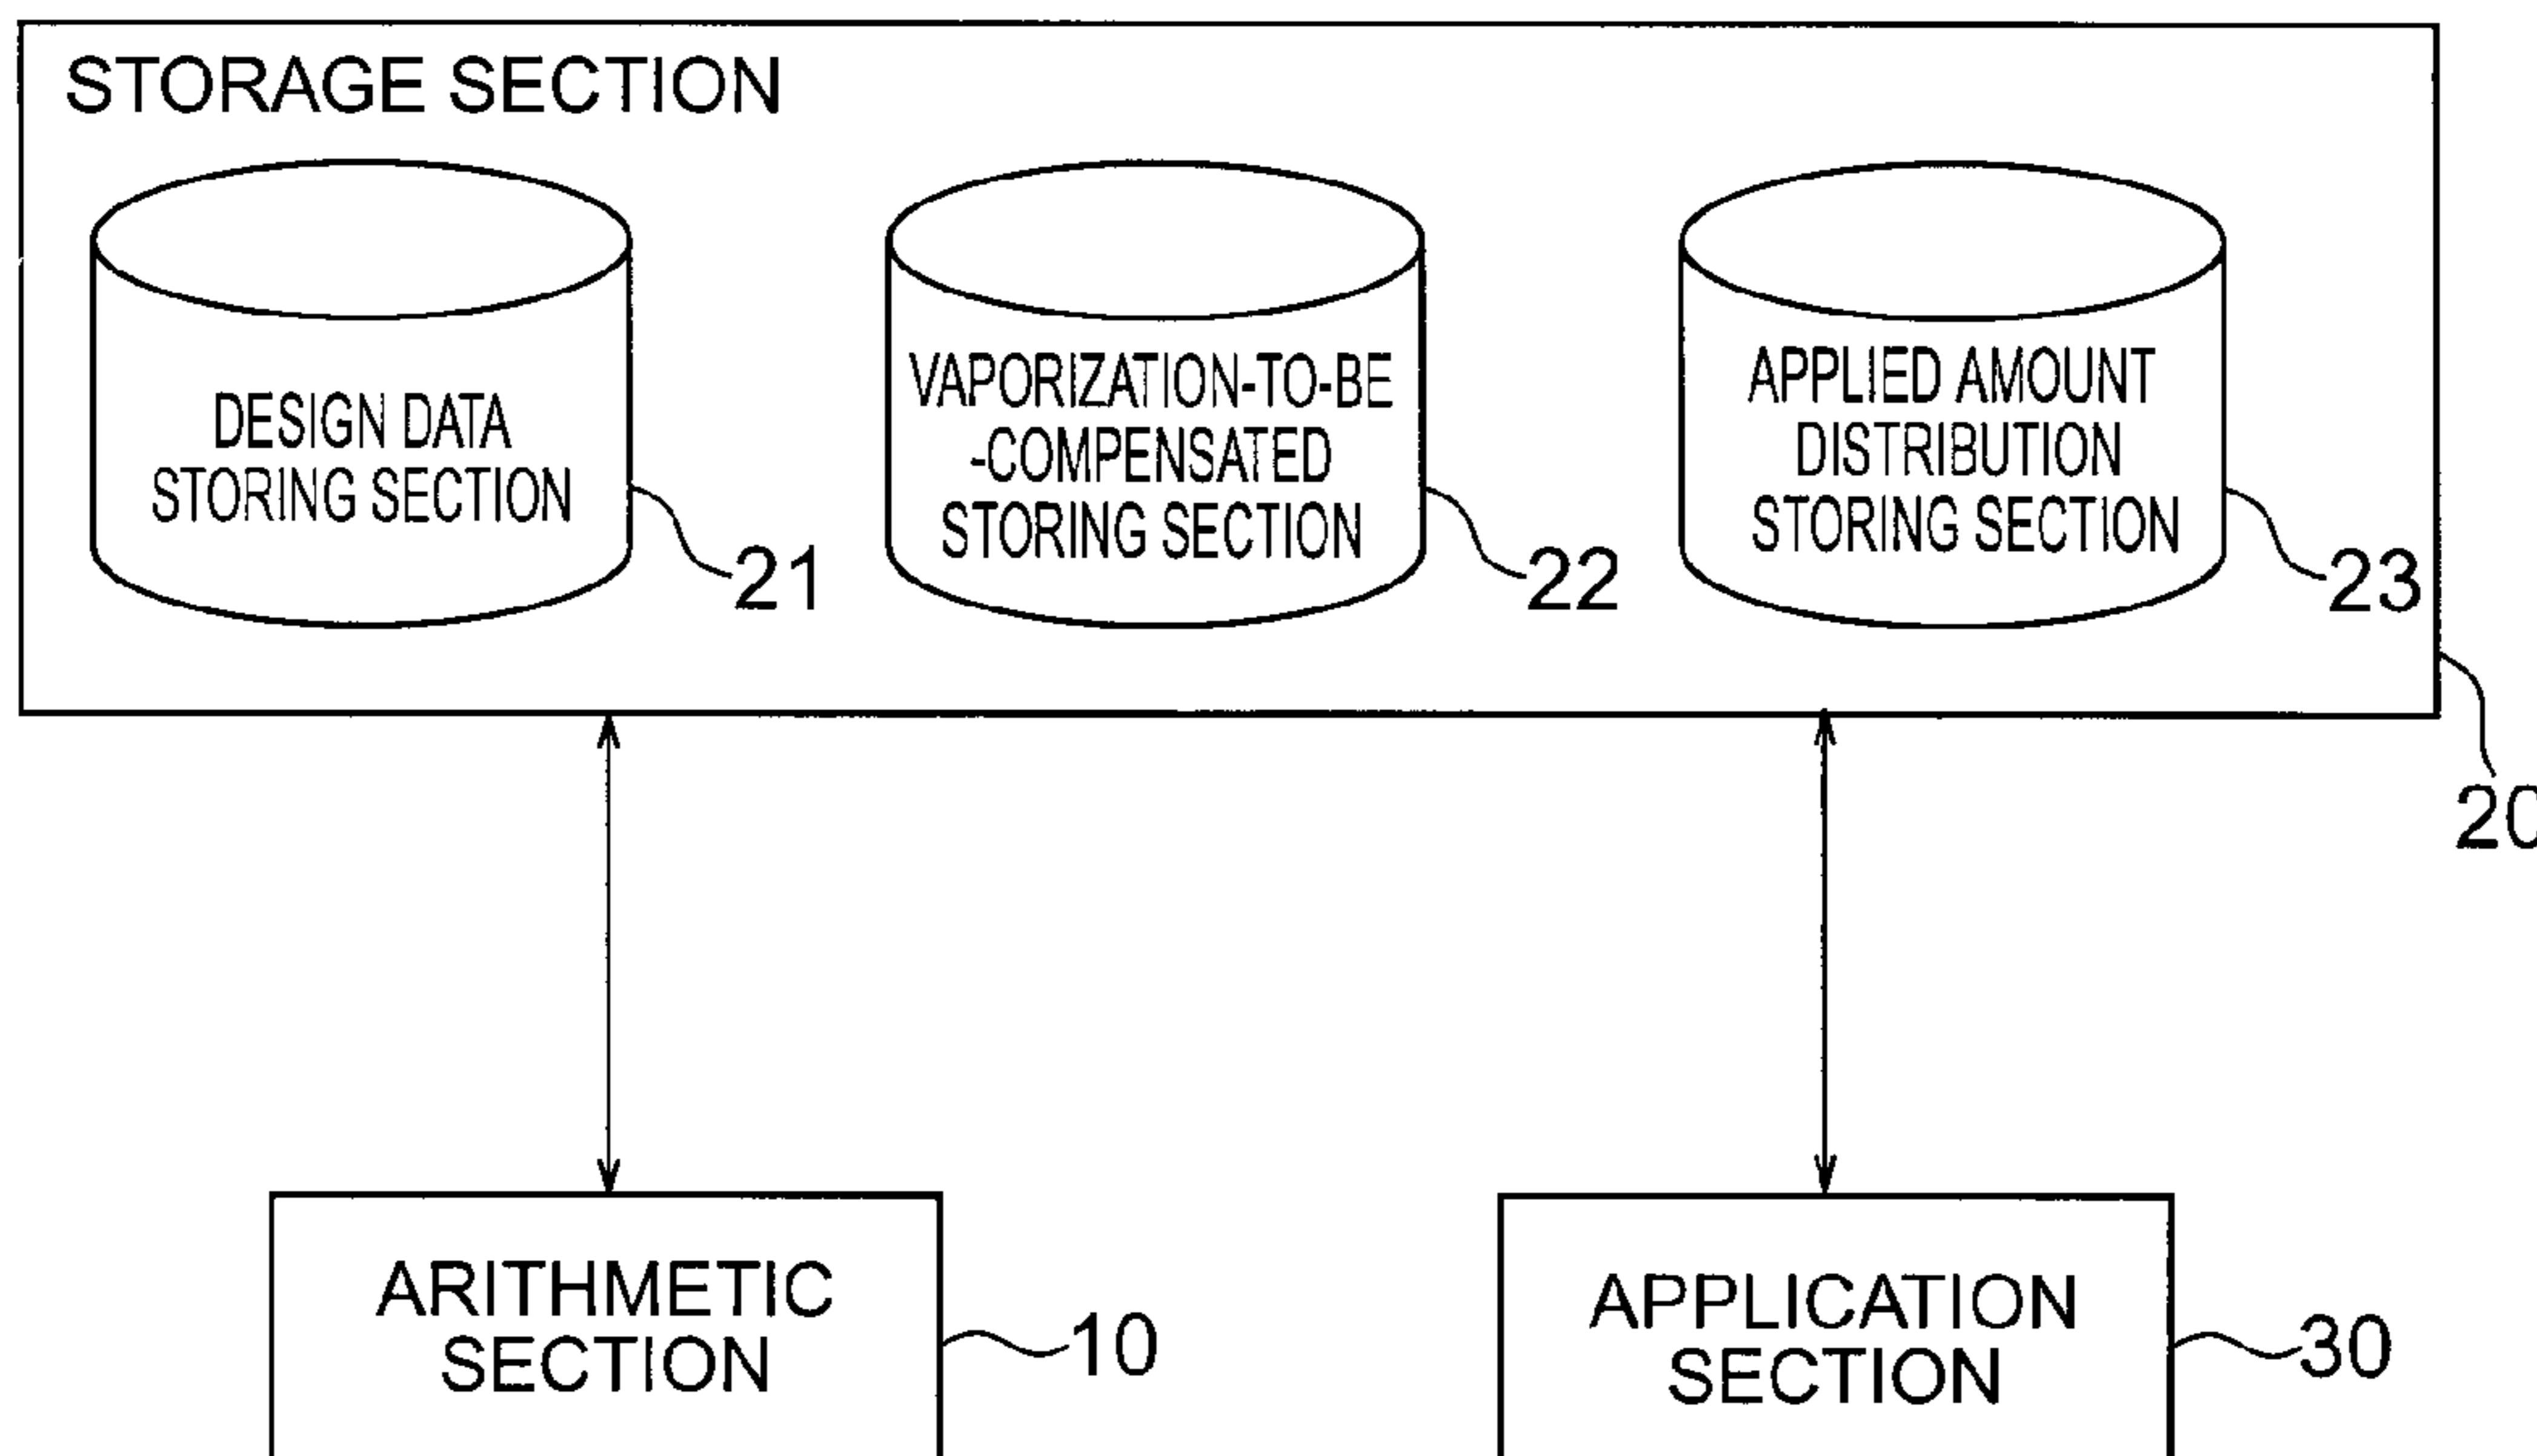 STORAGE SECTION
DESIGN DATA
STORING SECTION
21
VAPORIZATION-TO-BE
-COMPENSATED
STORING SECTION
22
APPLIED AMOUNT
DISTRIBUTION
STORING SECTION
23
20
ARITHMETIC
SECTION
10
APPLICATION
SECTION
30